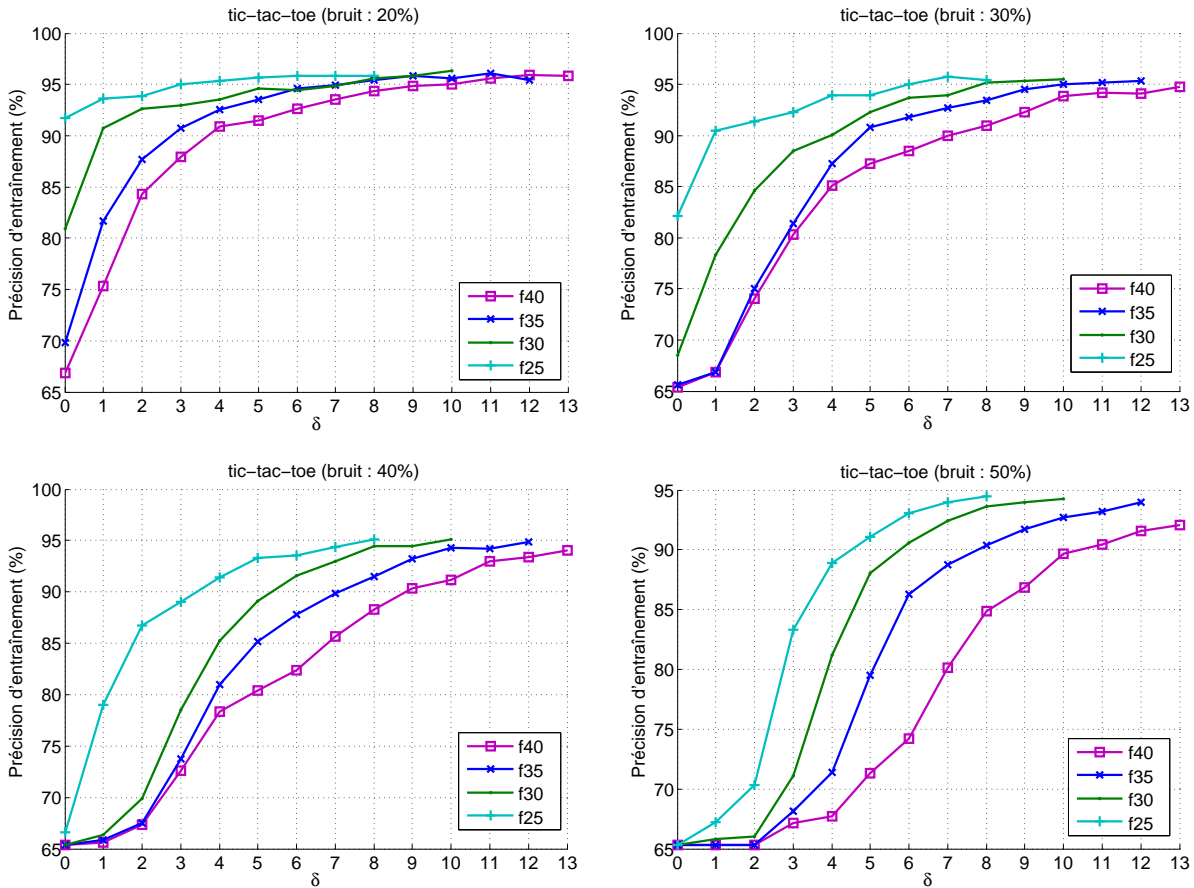 tic−tac−toe (bruit : 20%)
Précision d'entraînement (%)
100
95
90
85
80
75
70
65
0 1 2 3 4 5 6 7 8 9 10 11 12 13
δ
f40
f35
f30
f25
tic−tac−toe (bruit : 30%)
Précision d'entraînement (%)
100
95
90
85
80
75
70
65
0 1 2 3 4 5 6 7 8 9 10 11 12 13
δ
f40
f35
f30
f25
tic−tac−toe (bruit : 40%)
Précision d'entraînement (%)
100
95
90
85
80
75
70
65
0 1 2 3 4 5 6 7 8 9 10 11 12 13
δ
f40
f35
f30
f25
tic−tac−toe (bruit : 50%)
Précision d'entraînement (%)
95
90
85
80
75
70
65
0 1 2 3 4 5 6 7 8 9 10 11 12 13
δ
f40
f35
f30
f25